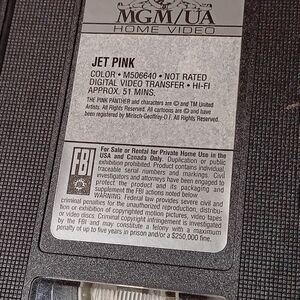 MGM/UA
HOME VIDEO
JET PINK
COLOR • M506640 • NOT RATED
DIGITAL VIDEO TRANSFER • HI-FI
APPROX. 51 MINS.
THE PINK PANTHER and characters are © and TM United
Artists. All Rights Reserved. All cartoons are © and have
been registered by Mirisch-Geoffrey-D F. All Rights Reserved.
FBI
For Sale or Rental for Private Home Use in the
USA and Canada Only. Duplication or public
exhibition prohibited. Product contains individual
traceable serial numbers and markings. Civil
investigators and attorneys have been engaged to
protect the product and its packaging and
supplement the FBI actions noted below.
WARNING: Federal law provides severe civil and
criminal penalties for the unauthorized reproduction, distribu-
tion or exhibition of copyrighted motion pictures, video tapes
or video discs. Criminal copyright infringement is investigated
by the FBI and may constitute a felony with a maximum
penalty of up to five years in prison and/or a $250,000 fine.